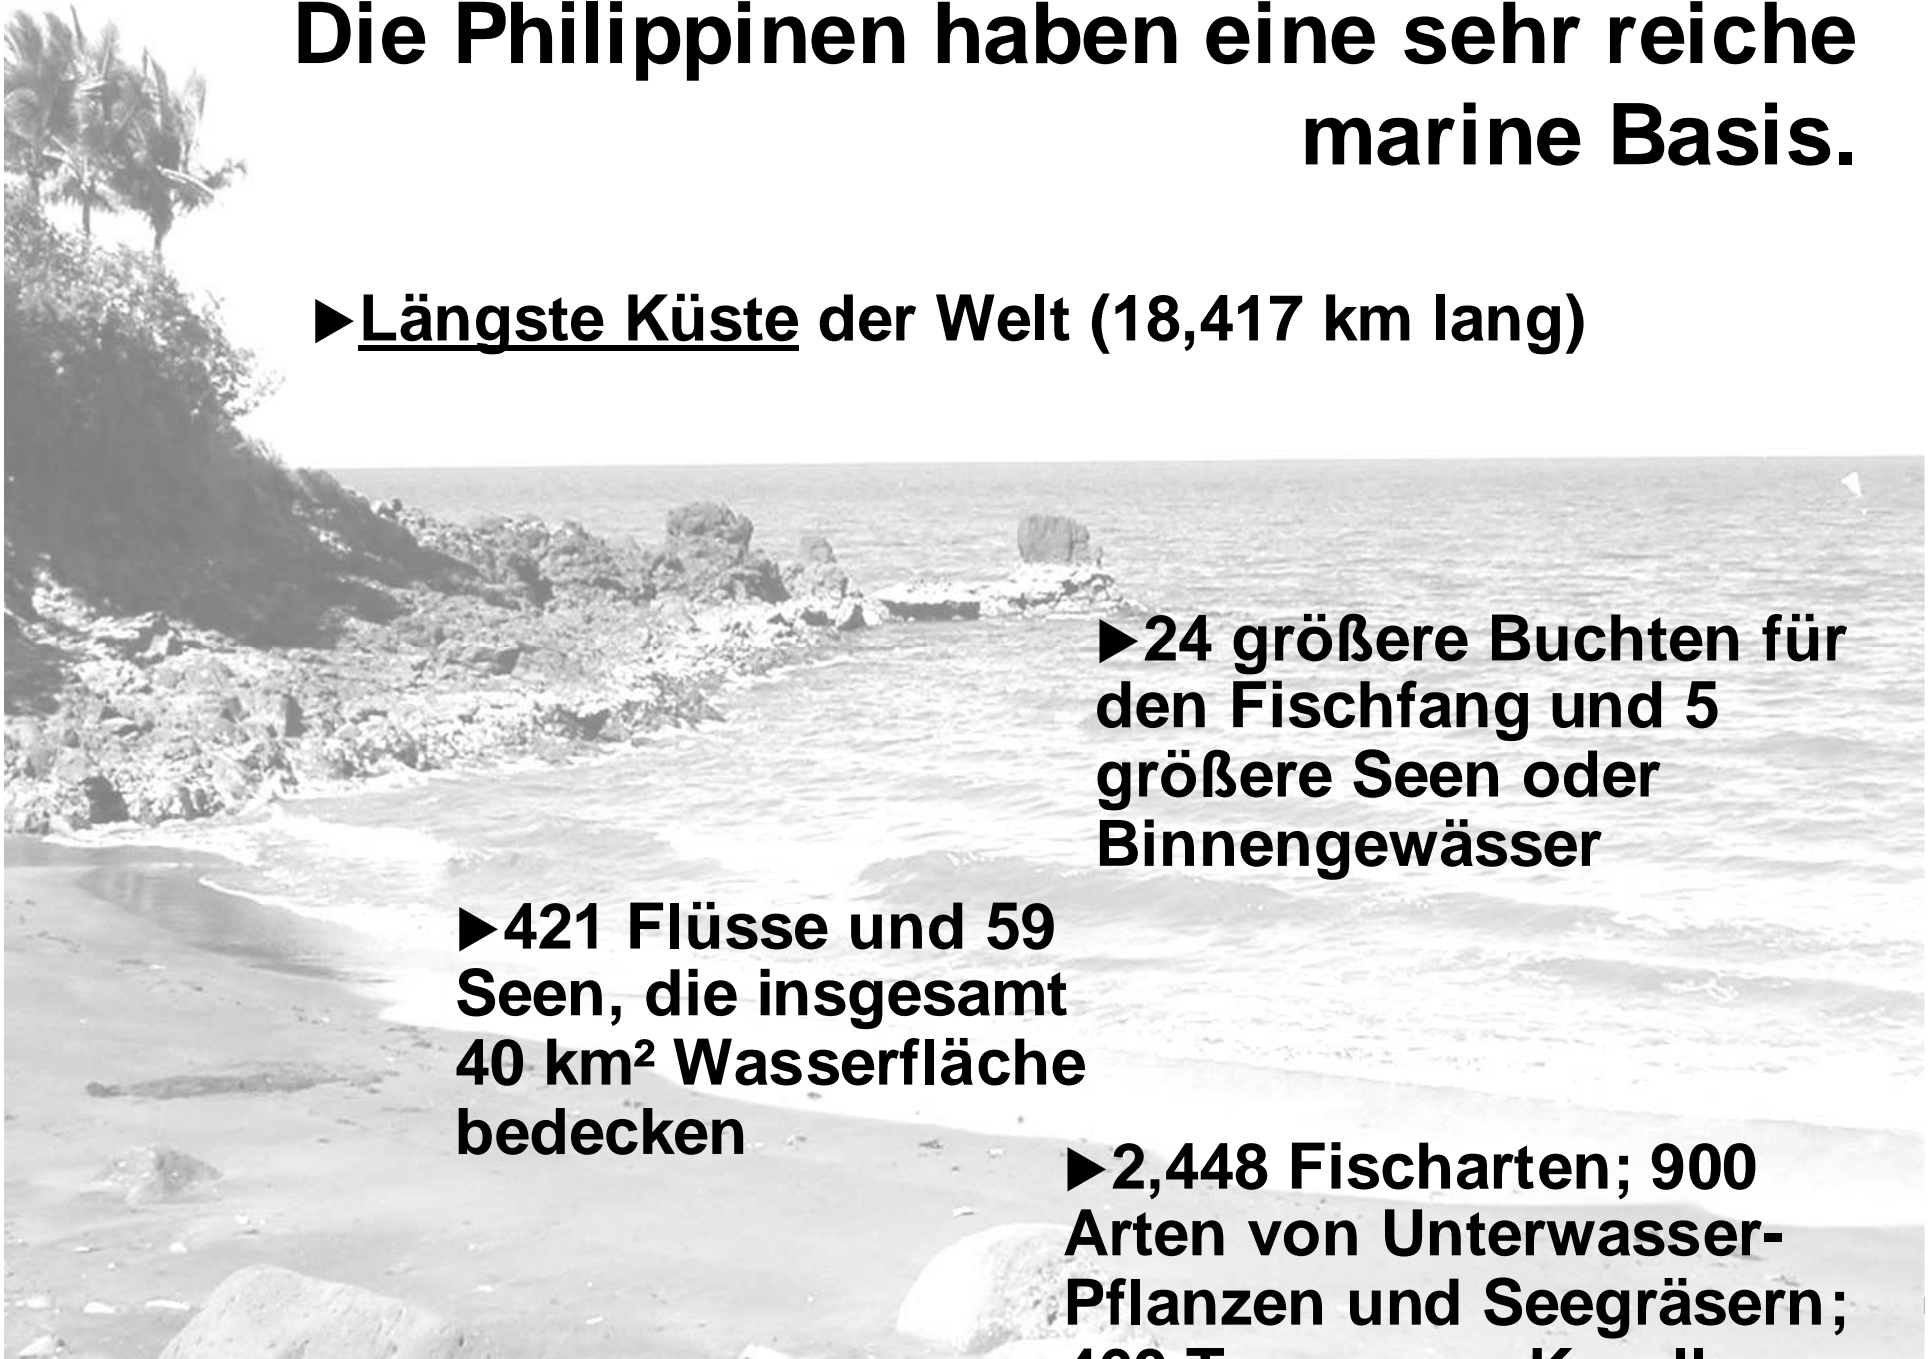 Die Philippinen haben eine sehr reiche
marine Basis.
▶Längste Küste der Welt (18,417 km lang)
▶24 größere Buchten für
den Fischfang und 5
größere Seen oder
Binnengewässer
▶421 Flüsse und 59
Seen, die insgesamt
40 km² Wasserfläche
bedecken
▶2,448 Fischarten; 900
Arten von Unterwasser-
Pflanzen und Seegräsern;